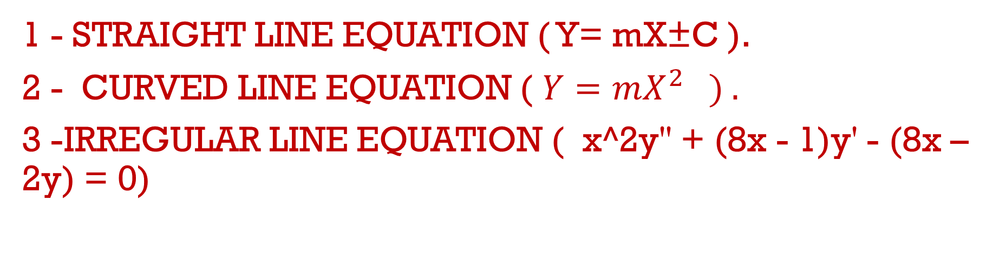 1 - STRAIGHT LINE EQUATION ( Y= mX±C ).
2 - CURVED LINE EQUATION ( Y = mX² ) .
3 -IRREGULAR LINE EQUATION ( x^2y" + (8x - 1)y' - (8x –
2y) = 0)